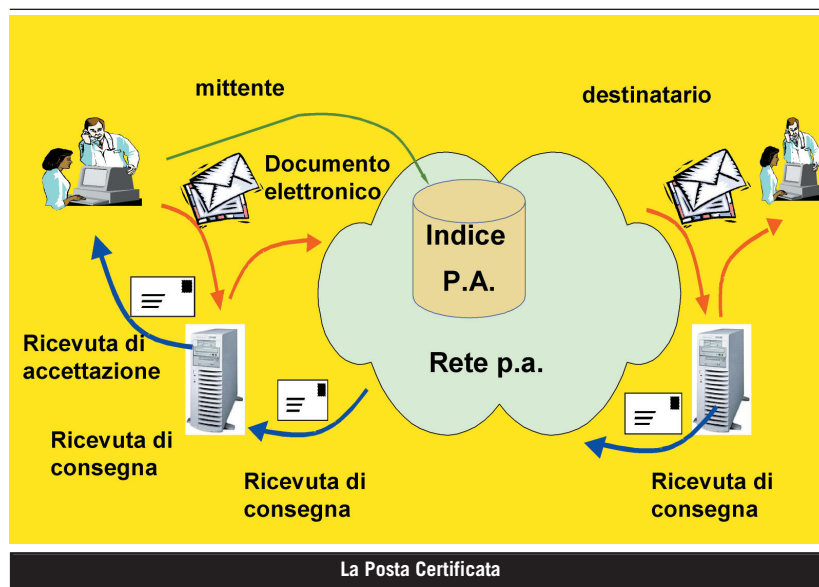 mittente
destinatario
Documento
elettronico
Indice
P.A.
Rete p.a.
Ricevuta di
accettazione
Ricevuta di
consegna
Ricevuta di
consegna
Ricevuta di
consegna
La Posta Certificata